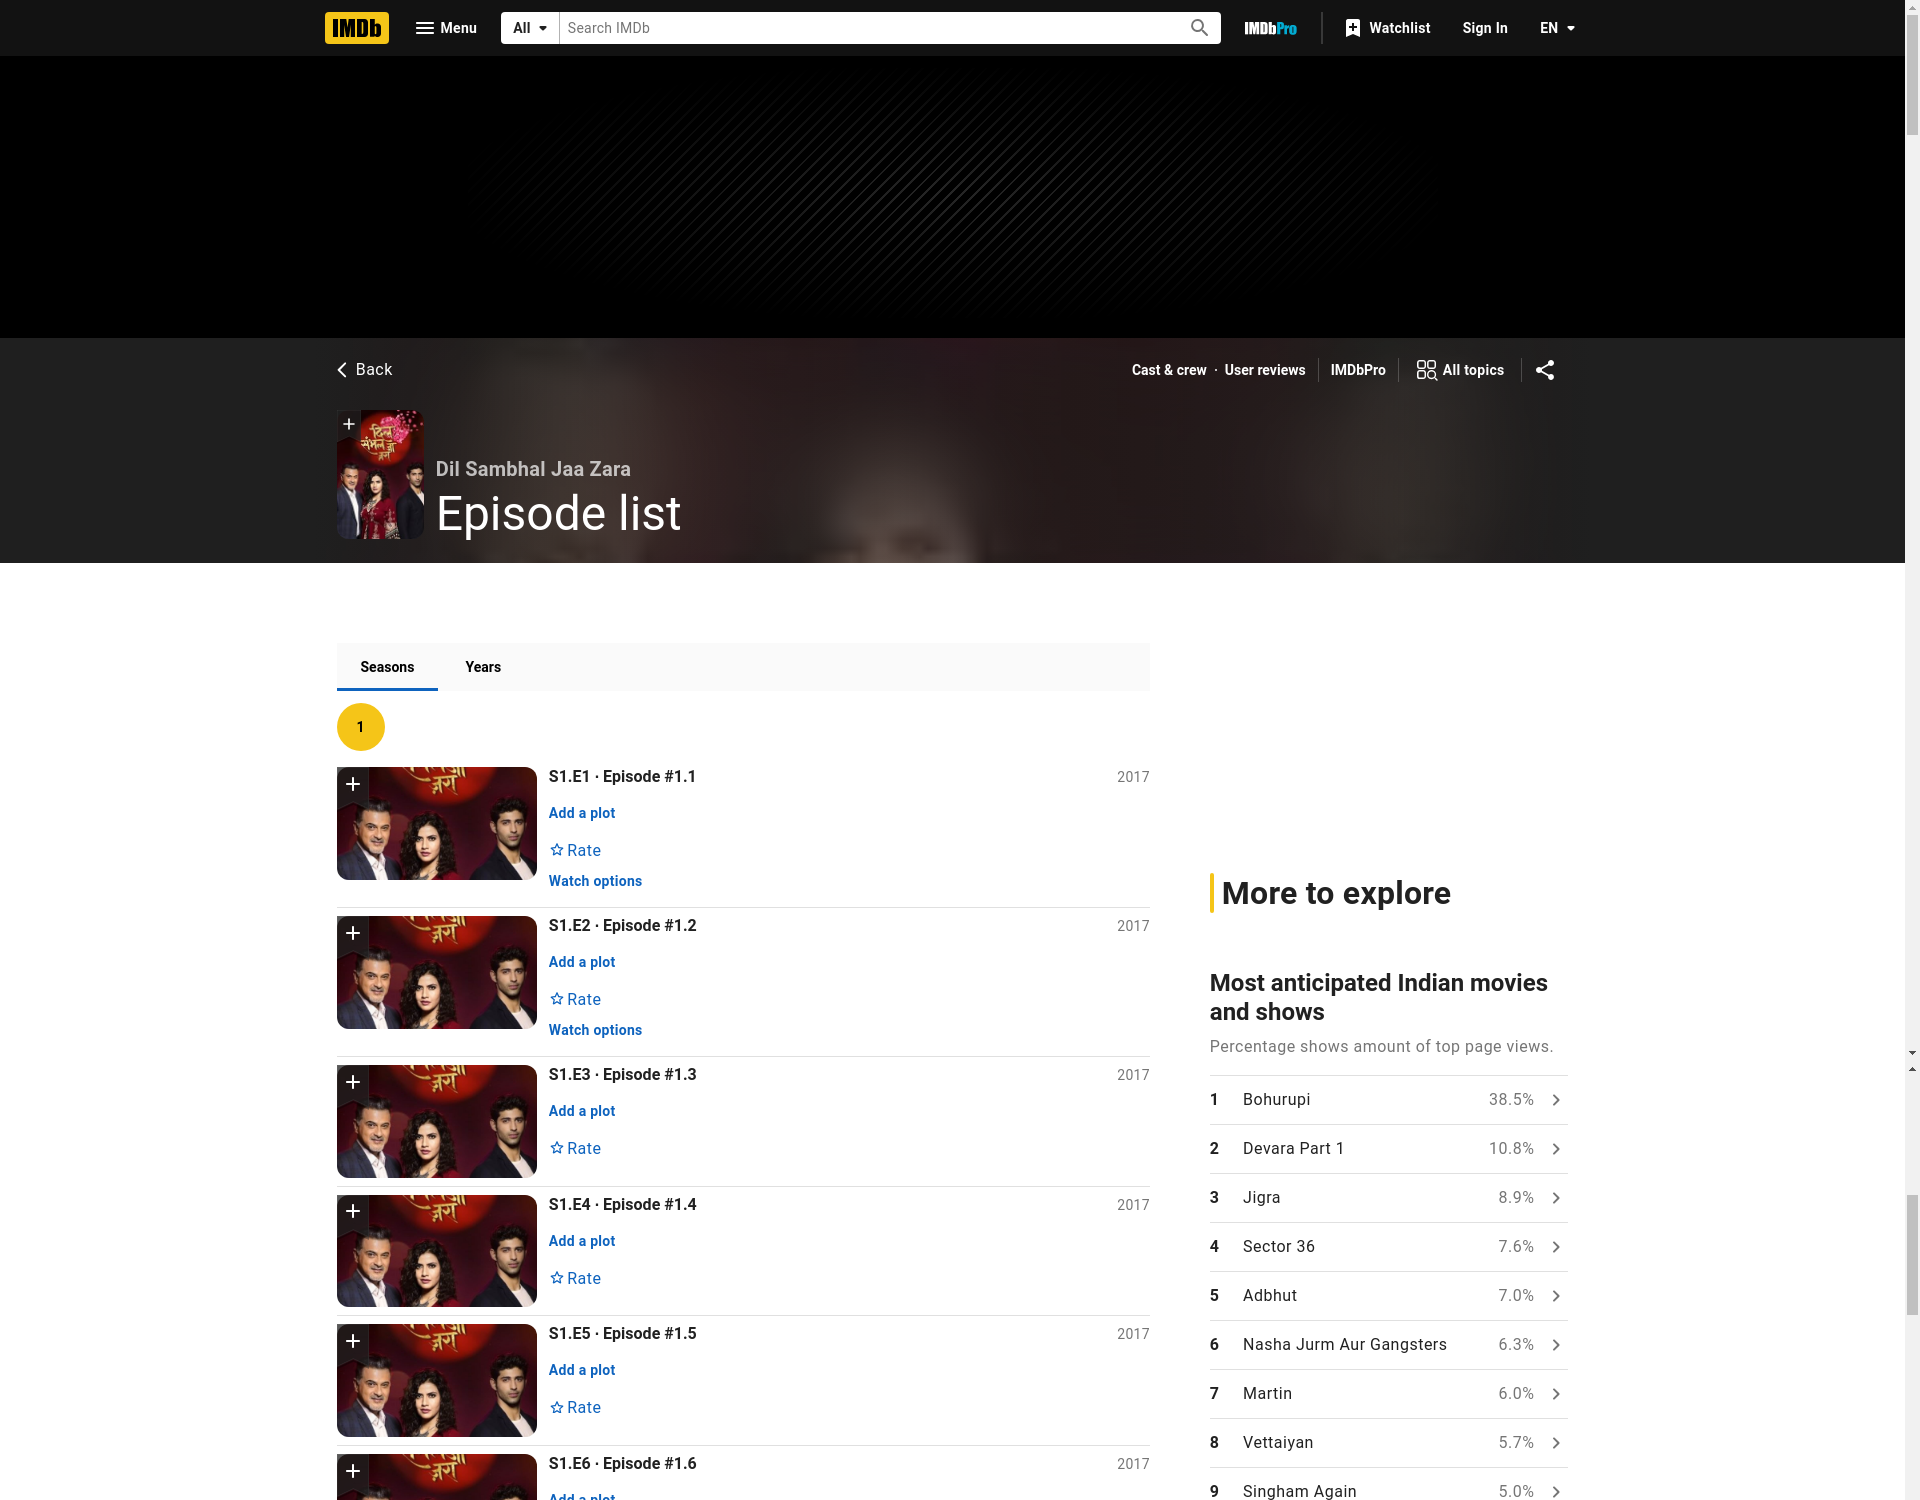 IMDb Menu All Search IMDb IMDbPro Watchlist Sign In EN
Back Cast & crew · User reviews IMDbPro All topics
दिल
संभल जा
ज़रा
Dil Sambhal Jaa Zara
Episode list
Seasons Years
1
S1.E1 · Episode #1.1 2017
Add a plot
Rate
Watch options
S1.E2 · Episode #1.2 2017
ज़रा
Add a plot
Rate
Watch options
S1.E3 · Episode #1.3 2017
ज़रा
Add a plot
Rate
S1.E4 · Episode #1.4 2017
ज़रा
Add a plot
Rate
S1.E5 · Episode #1.5 2017
ज़रा
Add a plot
Rate
S1.E6 · Episode #1.6 2017
Add a plot
More to explore
Most anticipated Indian movies
and shows
Percentage shows amount of top page views.
1 Bohurupi 38.5%
2 Devara Part 1 10.8%
3 Jigra 8.9%
4 Sector 36 7.6%
5 Adbhut 7.0%
6 Nasha Jurm Aur Gangsters 6.3%
7 Martin 6.0%
8 Vettaiyan 5.7%
9 Singham Again 5.0%